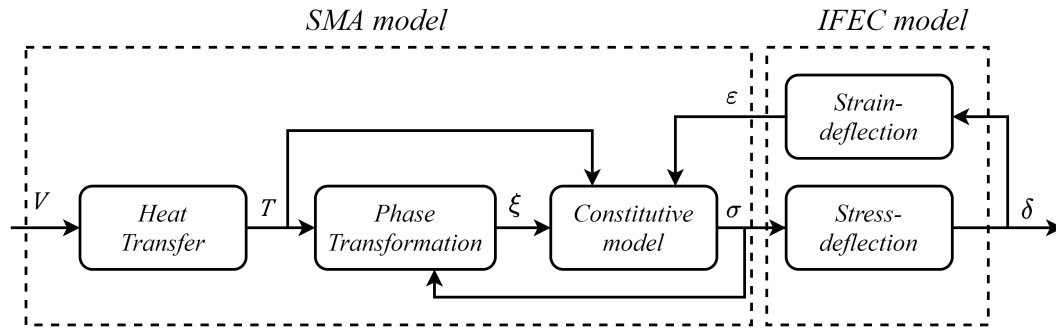 SMA model
IFEC model
ε
Strain-
deflection
V
Heat
Transfer
T
Phase
Transformation
ξ
Constitutive
model
σ
Stress-
deflection
δ